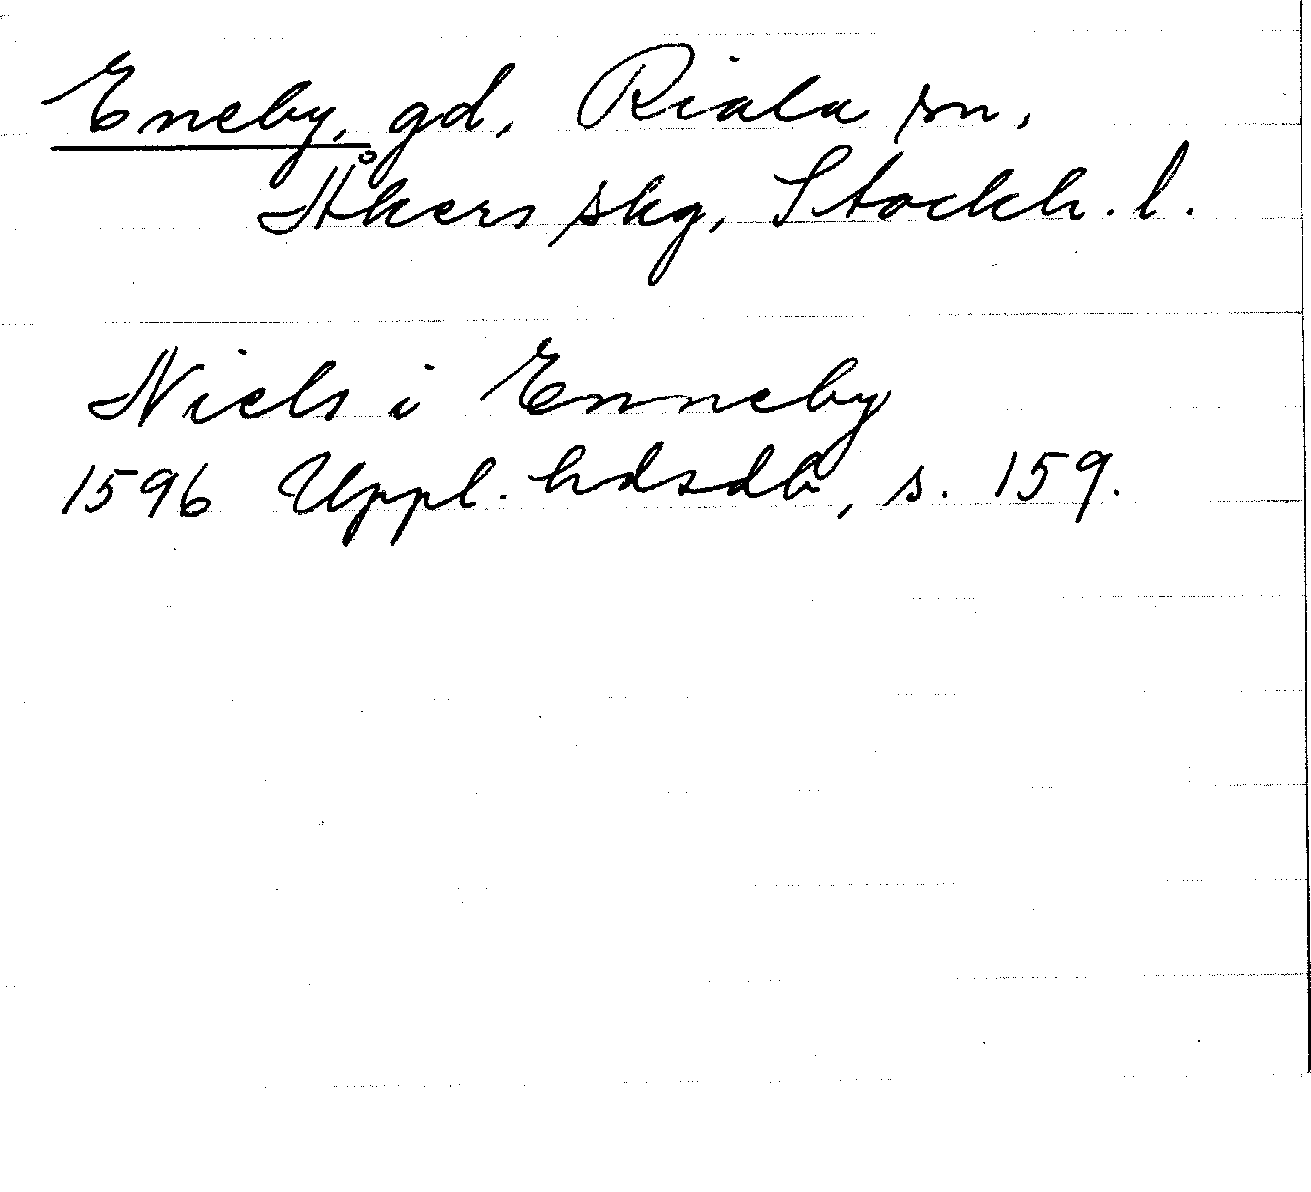 Eneby, gd, Riala sn,
Åkers skg, Stockh. l.
Niels i Enneby
1596 Uppl. hdsdb, s. 159.